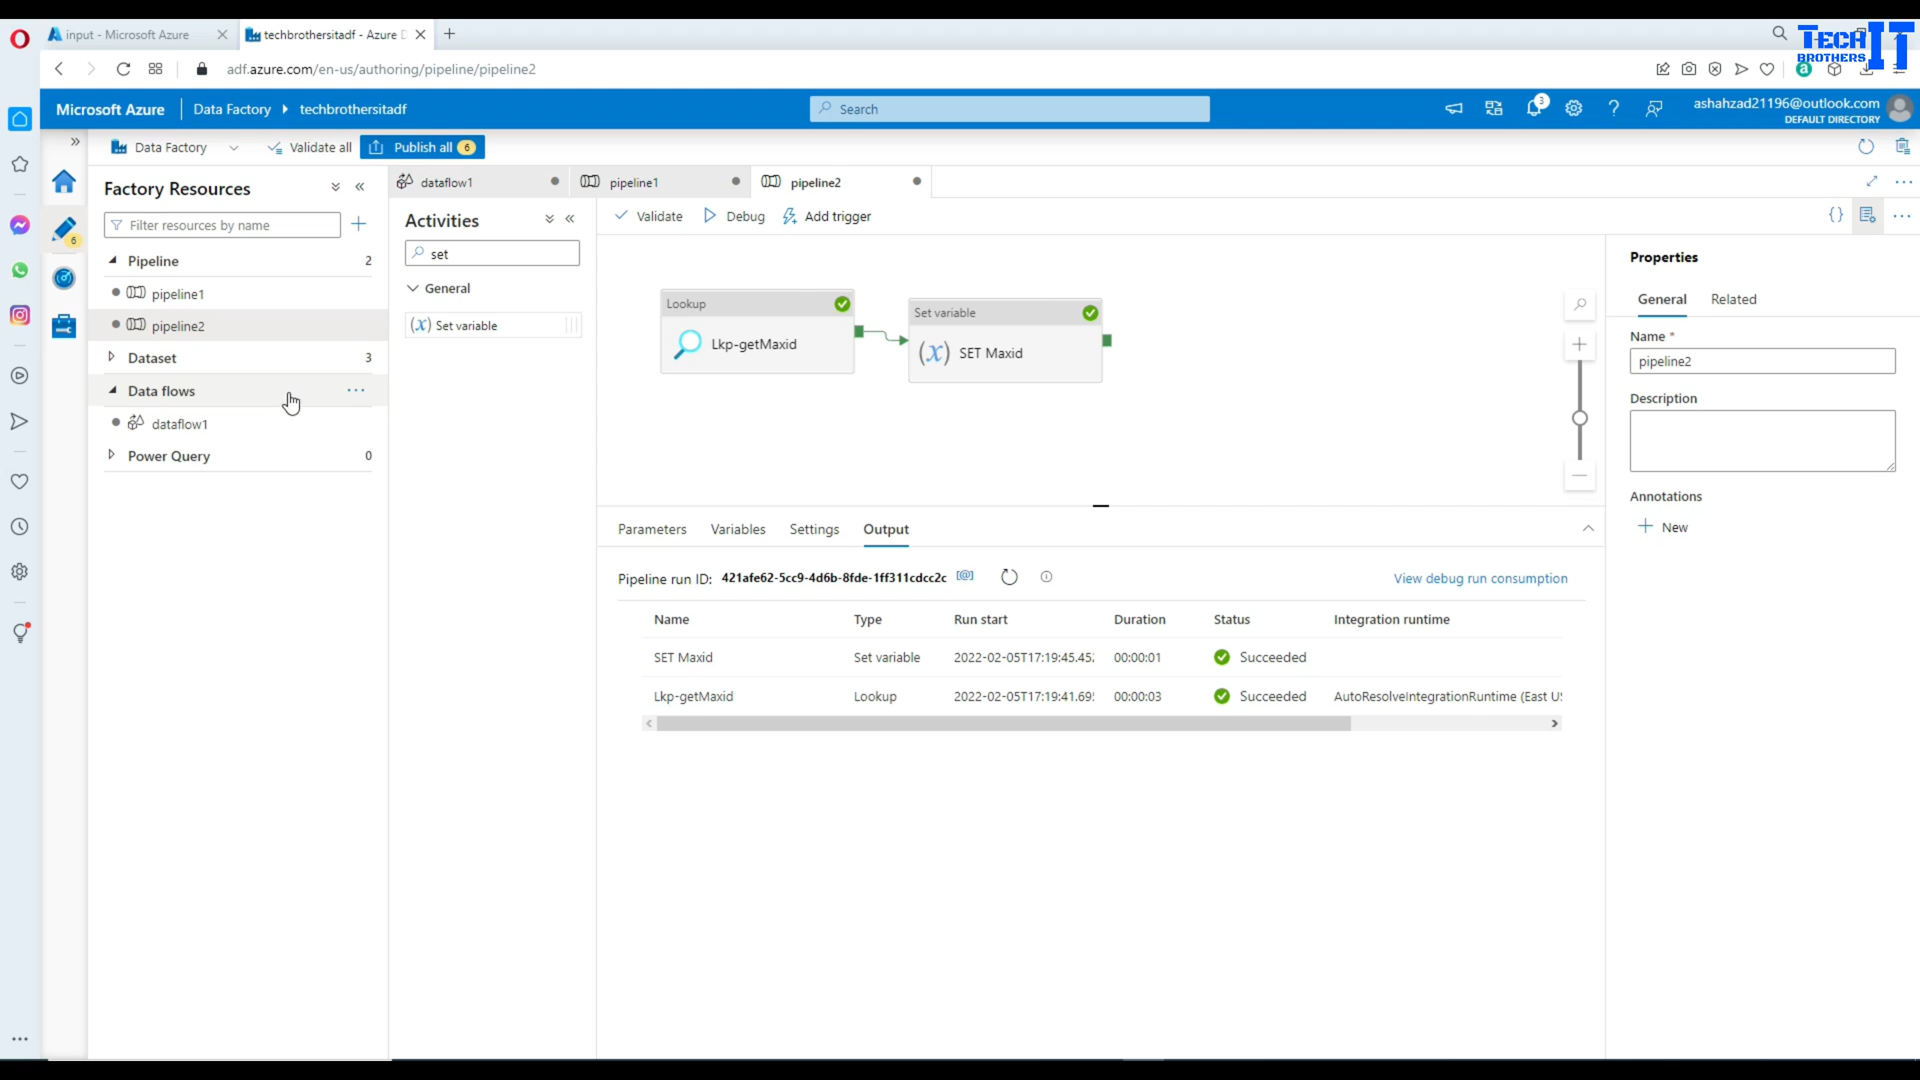 input - Microsoft Azure
techbrothersitadf - Azure D
TECH IT
BROTHERS
adf.azure.com/en-us/authoring/pipeline/pipeline2
a
Microsoft Azure
Data Factory
techbrothersitadf
Search
3
ashahzad21196@outlook.com
DEFAULT DIRECTORY
Data Factory
Validate all
Publish all
6
Factory Resources
dataflow1
pipeline1
pipeline2
Filter resources by name
6
Activities
Validate
Debug
Add trigger
set
Pipeline
2
General
pipeline1
Set variable
pipeline2
Dataset
3
Data flows
dataflow1
Power Query
0
Lookup
Lkp-getMaxid
Set variable
(x)
SET Maxid
Properties
General
Related
Name *
pipeline2
Description
Annotations
New
Parameters
Variables
Settings
Output
Pipeline run ID: 421afe62-5cc9-4d6b-8fde-1ff311cdcc2c
View debug run consumption
Name
Type
Run start
Duration
Status
Integration runtime
SET Maxid
Set variable
2022-02-05T17:19:45.45
00:00:01
Succeeded
Lkp-getMaxid
Lookup
2022-02-05T17:19:41.69
00:00:03
Succeeded
AutoResolveIntegrationRuntime (East US